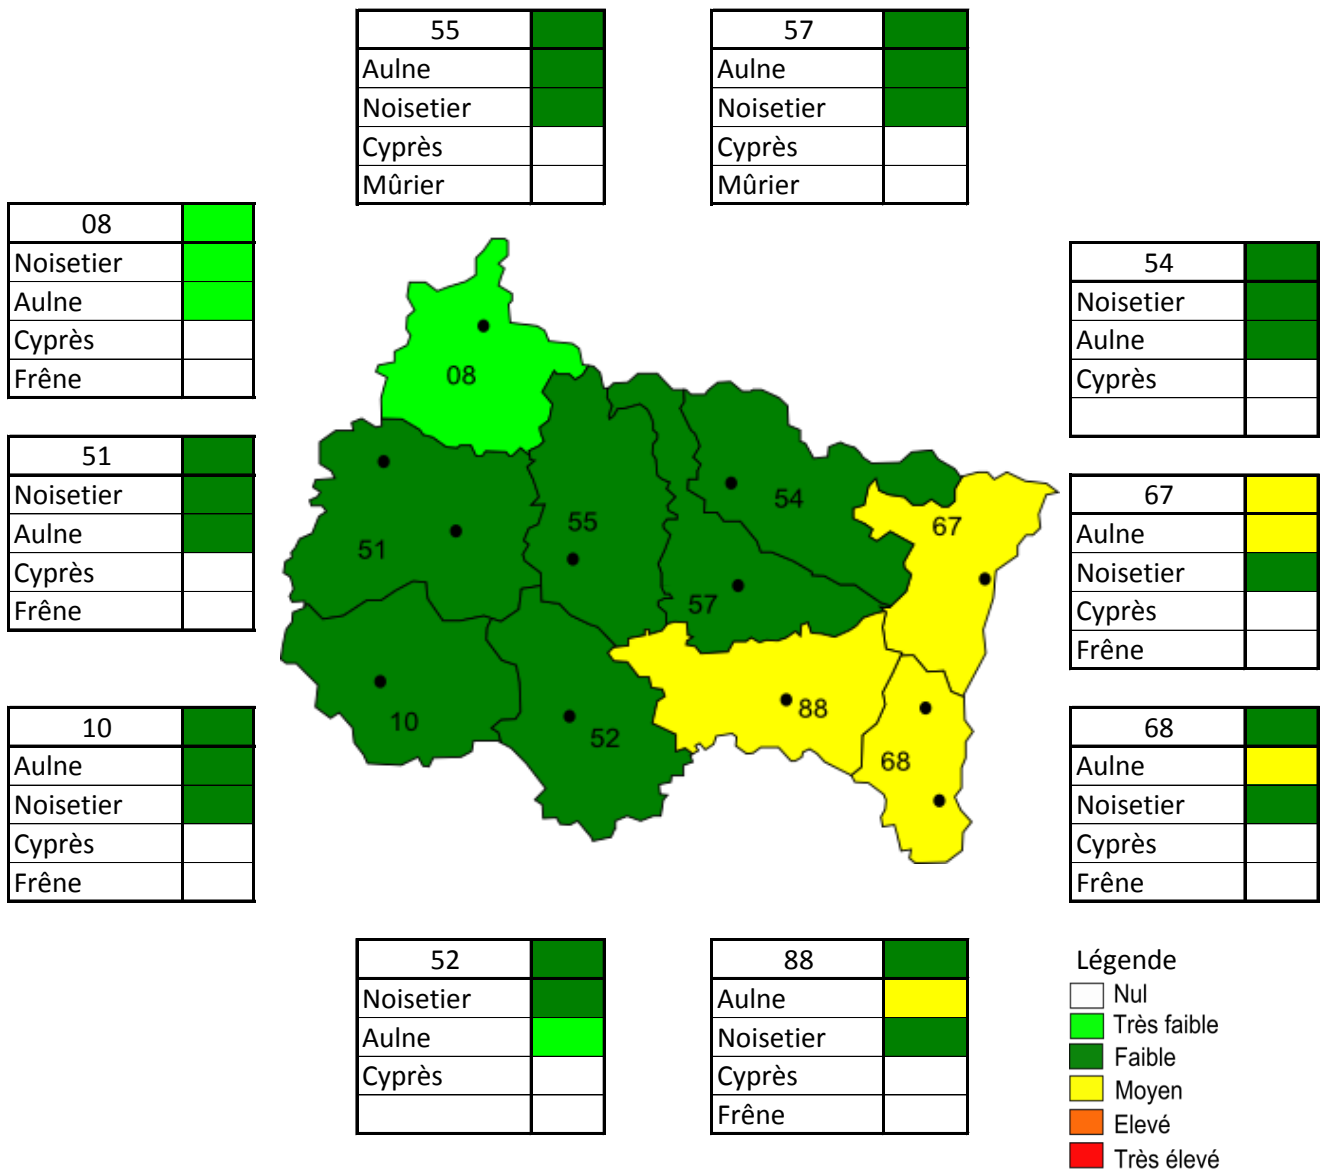 55
Aulne
Noisetier
Cyprès
Mûrier
57
Aulne
Noisetier
Cyprès
Mûrier
08
Noisetier
Aulne
Cyprès
Frêne
51
Noisetier
Aulne
Cyprès
Frêne
10
Aulne
Noisetier
Cyprès
Frêne
08
54
55
67
51
57
88
10
52
68
54
Noisetier
Aulne
Cyprès
67
Aulne
Noisetier
Cyprès
Frêne
68
Aulne
Noisetier
Cyprès
Frêne
52
Noisetier
Aulne
Cyprès
88
Aulne
Noisetier
Cyprès
Frêne
Légende
Nul
Très faible
Faible
Moyen
Elevé
Très élevé